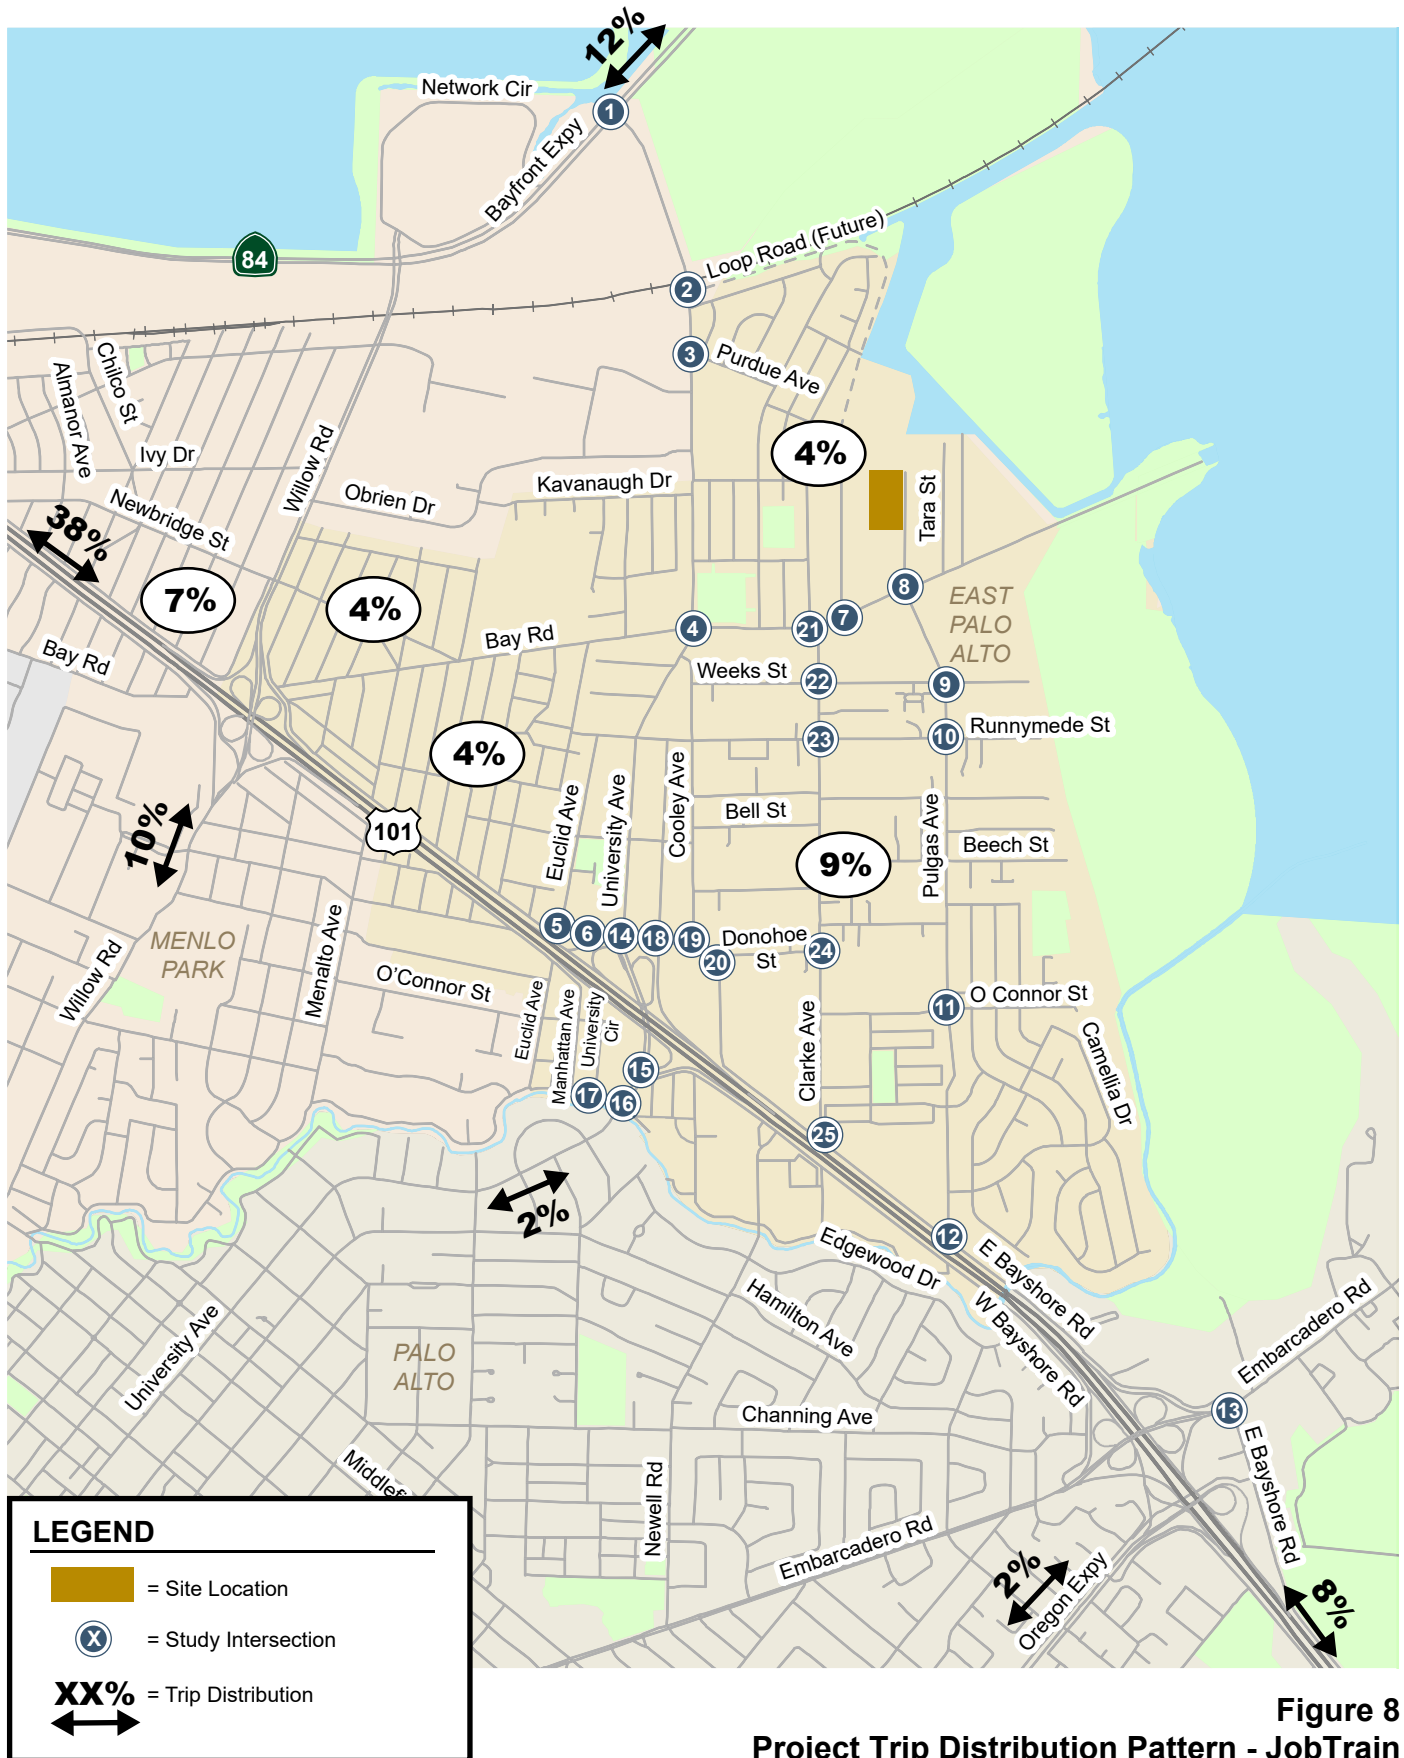 12%
Network Cir
1
Bayfront Expy
84
Loop Road (Future)
2
3
Purdue Ave
Chilco St
Almanor Ave
Ivy Dr
Willow Rd
4%
Kavanaugh Dr
Obrien Dr
Tara St
Newbridge St
38%
7%
4%
8
EAST
PALO
ALTO
7
21
4
Bay Rd
Bay Rd
Weeks St
22
9
Runnymede St
23
10
4%
Euclid Ave
University Ave
Cooley Ave
Bell St
Pulgas Ave
Beech St
101
10%
9%
5
6
14
18
19
20
Donohoe
St
24
MENLO
PARK
Willow Rd
Menalto Ave
O'Connor St
Euclid Ave
Manhattan Ave
University
Cir
11
O Connor St
Clarke Ave
Camellia Dr
15
17
16
25
2%
12
Edgewood Dr
E Bayshore Rd
W Bayshore Rd
Hamilton Ave
Embarcadero Rd
University Ave
PALO
ALTO
Channing Ave
13
E Bayshore Rd
Middlef
Newell Rd
Embarcadero Rd
2%
Oregon Expy
8%
LEGEND
= Site Location
X
= Study Intersection
XX%
= Trip Distribution
Figure 8
Project Trip Distribution Pattern - JobTrain